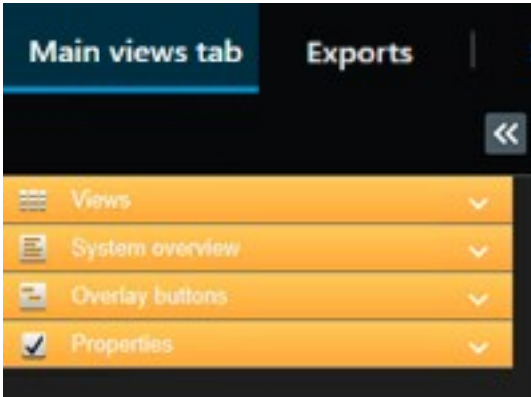 Main views tab Exports
Views
System overview
Overlay buttons
Properties